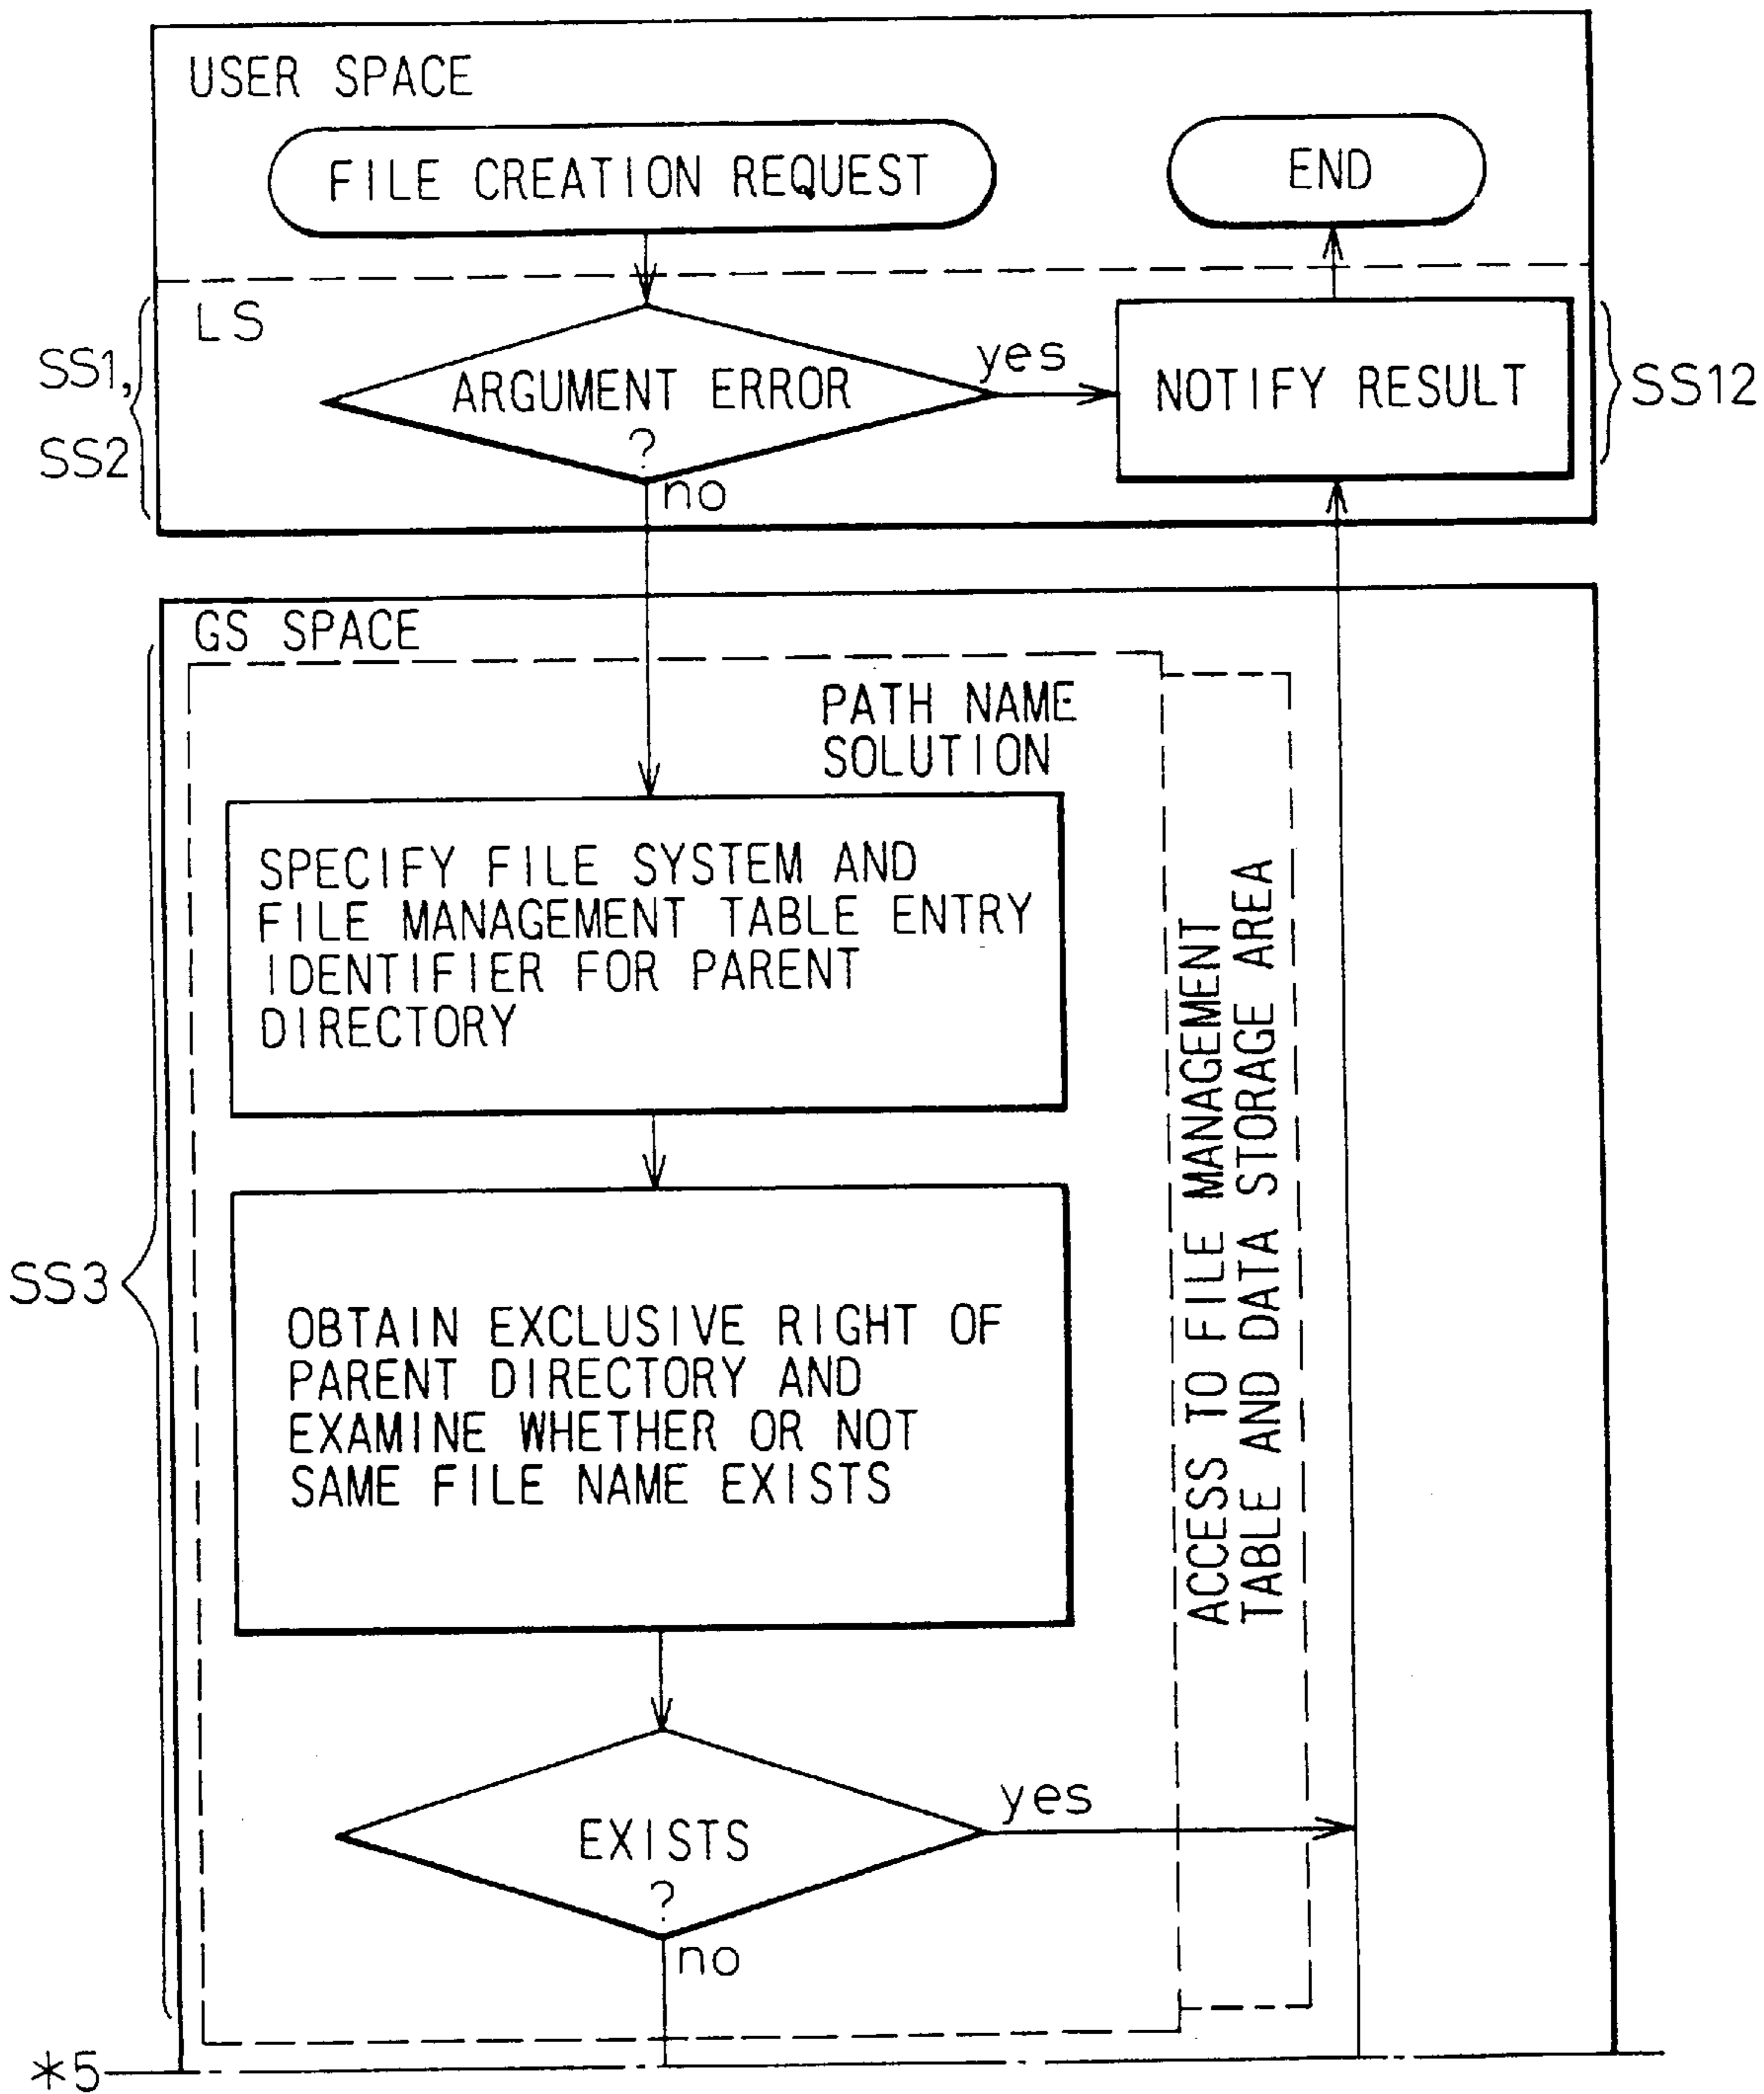 USER SPACE
FILE CREATION REQUEST
END
LS
SS1,
SS2
ARGUMENT ERROR
?
yes
no
NOTIFY RESULT
SS12
GS SPACE
PATH NAME
SOLUTION
SPECIFY FILE SYSTEM AND
FILE MANAGEMENT TABLE ENTRY
IDENTIFIER FOR PARENT
DIRECTORY
SS3
OBTAIN EXCLUSIVE RIGHT OF
PARENT DIRECTORY AND
EXAMINE WHETHER OR NOT
SAME FILE NAME EXISTS
ACCESS TO FILE MANAGEMENT
TABLE AND DATA STORAGE AREA
EXISTS
?
yes
no
*5